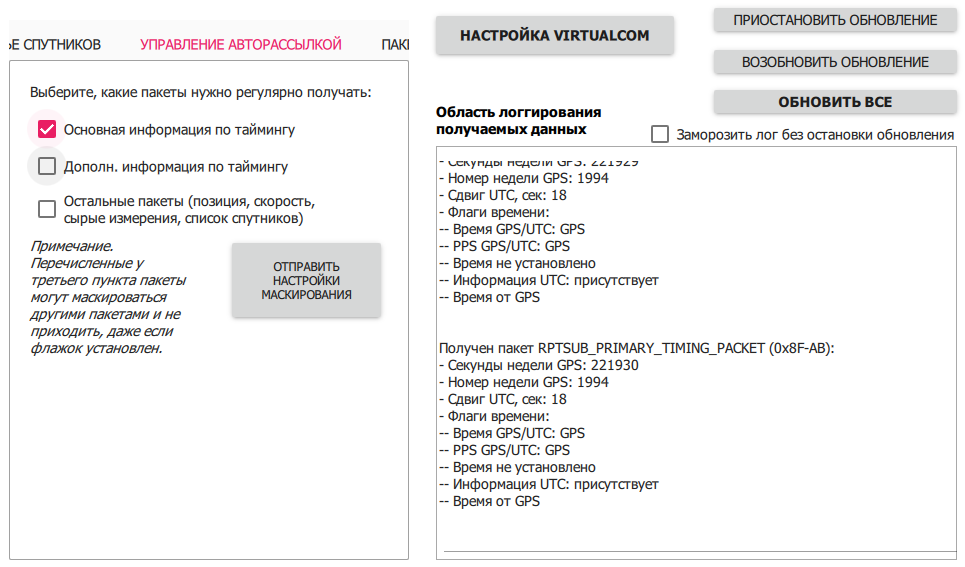 ЬЕ СПУТНИКОВ
УПРАВЛЕНИЕ АВТОРАССЫЛКОЙ
ПАКЕ
Выберите, какие пакеты нужно регулярно получать:
Основная информация по таймингу
Дополн. информация по таймингу
Остальные пакеты (позиция, скорость,
сырые измерения, список спутников)
Примечание.
Перечисленные у
третьего пункта пакеты
могут маскироваться
другими пакетами и не
приходить, даже если
флажок установлен.
ОТПРАВИТЬ
НАСТРОЙКИ
МАСКИРОВАНИЯ
НАСТРОЙКА VIRTUALCOM
ПРИОСТАНОВИТЬ ОБНОВЛЕНИЕ
ВОЗОБНОВИТЬ ОБНОВЛЕНИЕ
ОБНОВИТЬ ВСЕ
Область логгирования
получаемых данных
Заморозить лог без остановки обновления
- Секунды недели GPS: 221929
- Номер недели GPS: 1994
- Сдвиг UTC, сек: 18
- Флаги времени:
-- Время GPS/UTC: GPS
-- PPS GPS/UTC: GPS
-- Время не установлено
-- Информация UTC: присутствует
-- Время от GPS
Получен пакет RPTSUB_PRIMARY_TIMING_PACKET (0x8F-AB):
- Секунды недели GPS: 221930
- Номер недели GPS: 1994
- Сдвиг UTC, сек: 18
- Флаги времени:
-- Время GPS/UTC: GPS
-- PPS GPS/UTC: GPS
-- Время не установлено
-- Информация UTC: присутствует
-- Время от GPS